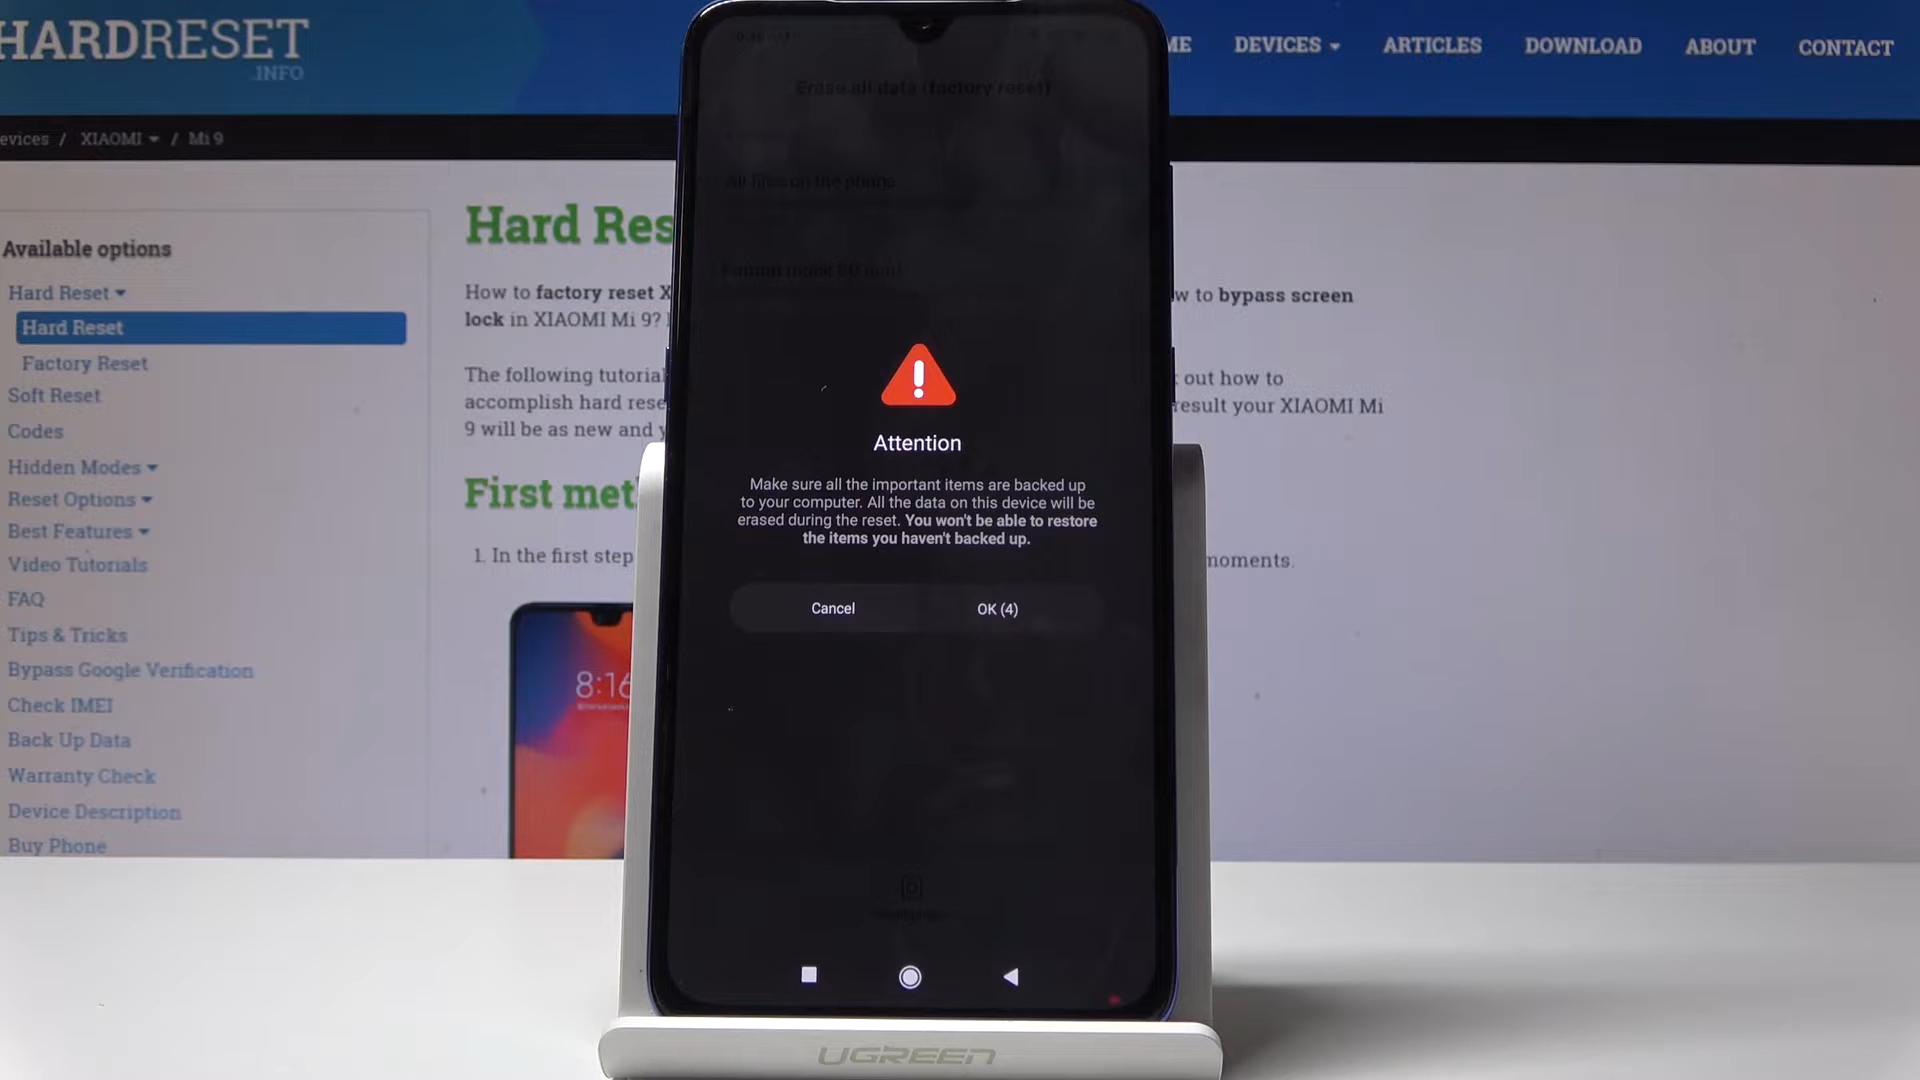 HARDRESET
.INFO
ME DEVICES ARTICLES DOWNLOAD ABOUT CONTACT
evices / XIAOMI / Mi 9
Available options
Hard Reset
Hard Reset
Factory Reset
Soft Reset
Codes
Hidden Modes
Reset Options
Best Features
Video Tutorials
FAQ
Tips & Tricks
Bypass Google Verification
Check IMEI
Back Up Data
Warranty Check
Device Description
Buy Phone
Hard Res
How to factory reset X
w to bypass screen
lock in XIAOMI Mi 9?
The following tutorial
out how to
accomplish hard rese
result your XIAOMI Mi
9 will be as new and y
First met
1. In the first step
moments.
8:16
Erase all data (factory reset)
All files on the phone
Attention
Make sure all the important items are backed up
to your computer. All the data on this device will be
erased during the reset. You won't be able to restore
the items you haven't backed up.
Cancel OK (4)
UGREEN